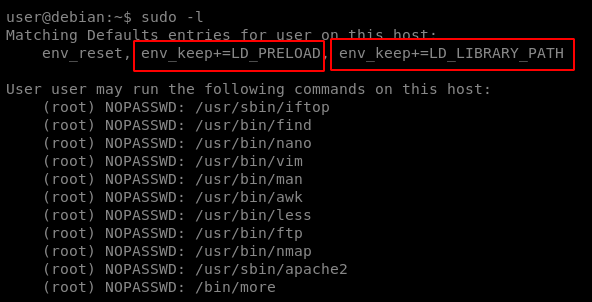 user@debian:~$ sudo -l
Matching Defaults entries for user on this host:
env_reset, env_keep+=LD_PRELOAD, env_keep+=LD_LIBRARY_PATH
User user may run the following commands on this host:
(root) NOPASSWD: /usr/sbin/iftop
(root) NOPASSWD: /usr/bin/find
(root) NOPASSWD: /usr/bin/nano
(root) NOPASSWD: /usr/bin/vim
(root) NOPASSWD: /usr/bin/man
(root) NOPASSWD: /usr/bin/awk
(root) NOPASSWD: /usr/bin/less
(root) NOPASSWD: /usr/bin/ftp
(root) NOPASSWD: /usr/bin/nmap
(root) NOPASSWD: /usr/sbin/apache2
(root) NOPASSWD: /bin/more